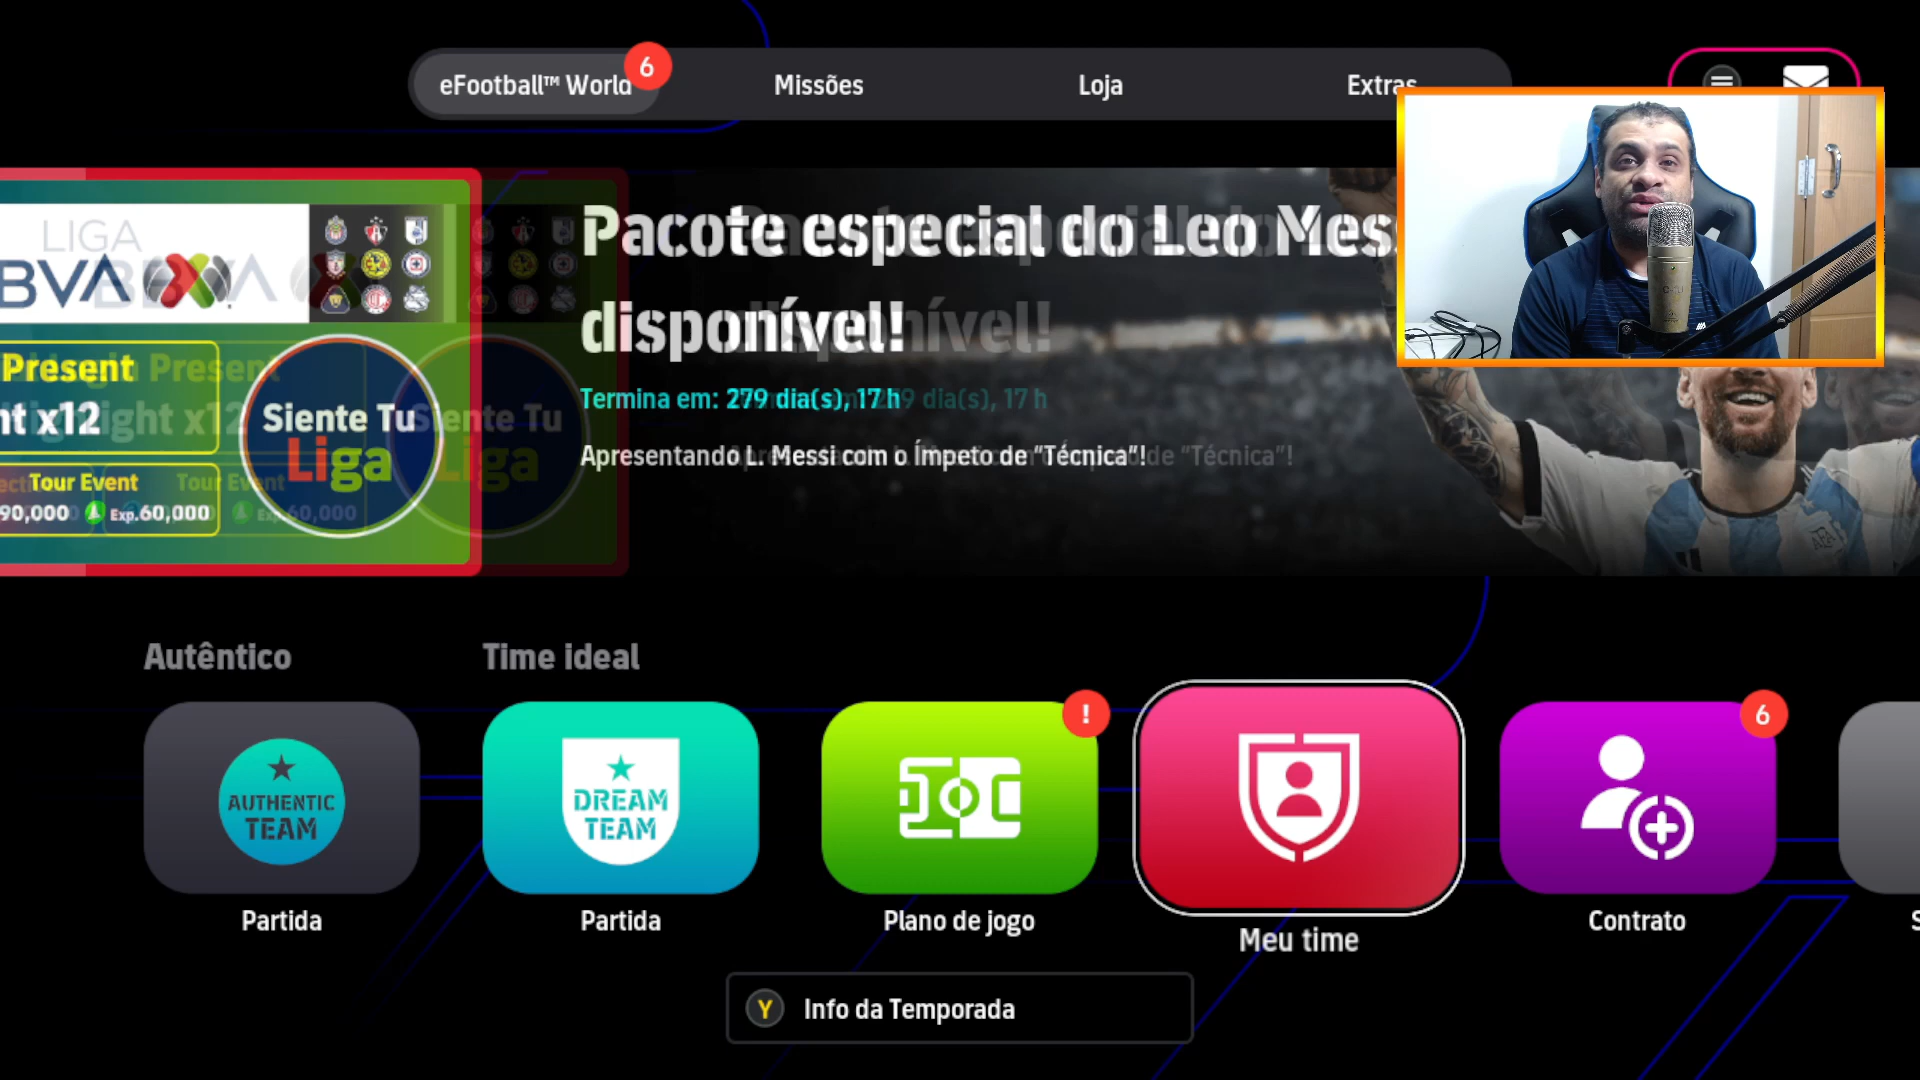 eFootball™ World
6
Missões
Loja
Extras
LIGA
BBVA
Present
x12
Siente Tu
Liga
Tour Event
90,000
Exp.60,000
Pacote especial do Leo Mes
disponível!
Termina em: 279 dia(s), 17 h
Apresentando L. Messi com o Ímpeto de “Técnica”!
AFA
Autêntico
Time ideal
AUTHENTIC
TEAM
DREAM
TEAM
!
6
Partida
Partida
Plano de jogo
Meu time
Contrato
Y Info da Temporada